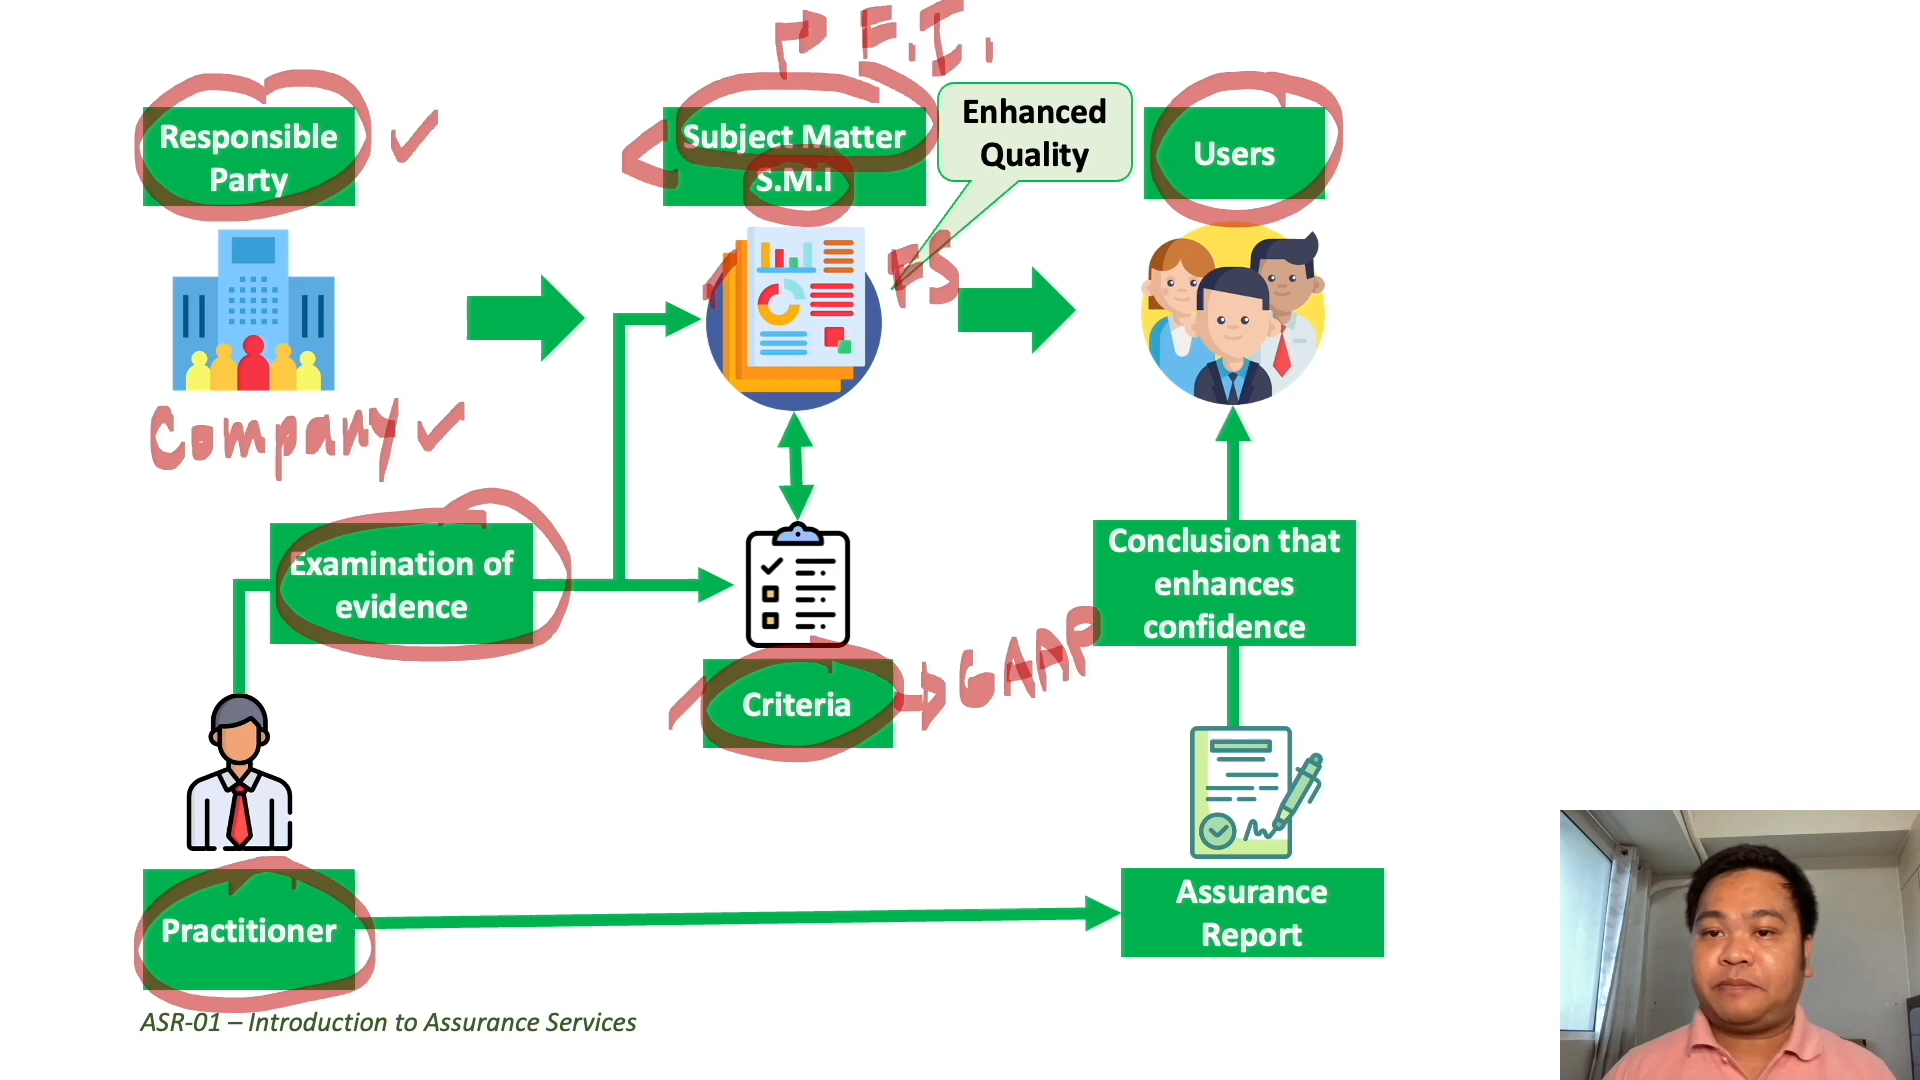 P F.I.
Responsible
Party
Subject Matter
S.M.I
Enhanced
Quality
Users
FS
Company
Examination of
evidence
Conclusion that
enhances
confidence
Criteria
GAAP
Practitioner
Assurance
Report
ASR-01 – Introduction to Assurance Services